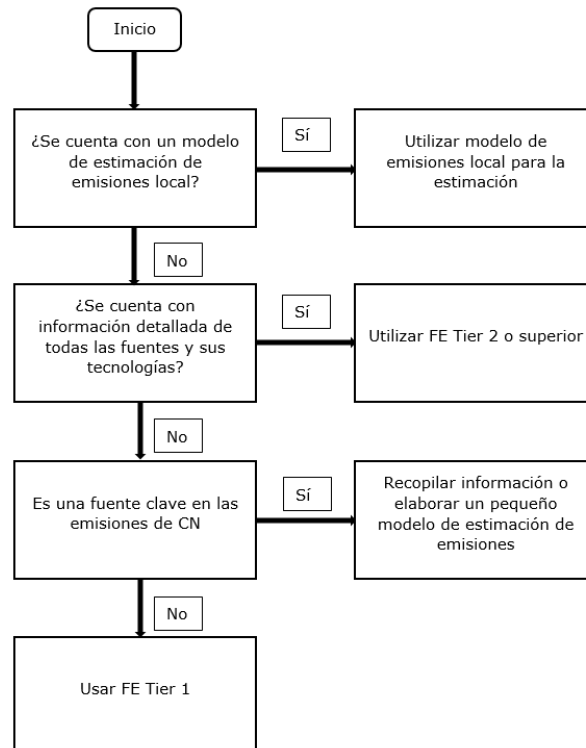 Inicio
¿Se cuenta con un modelo
de estimación de
emisiones local?
Sí
Utilizar modelo de
emisiones local para la
estimación
No
¿Se cuenta con
información detallada de
todas las fuentes y sus
tecnologías?
Sí
Utilizar FE Tier 2 o superior
No
Es una fuente clave en las
emisiones de CN
Sí
Recopilar información o
elaborar un pequeño
modelo de estimación de
emisiones
No
Usar FE Tier 1